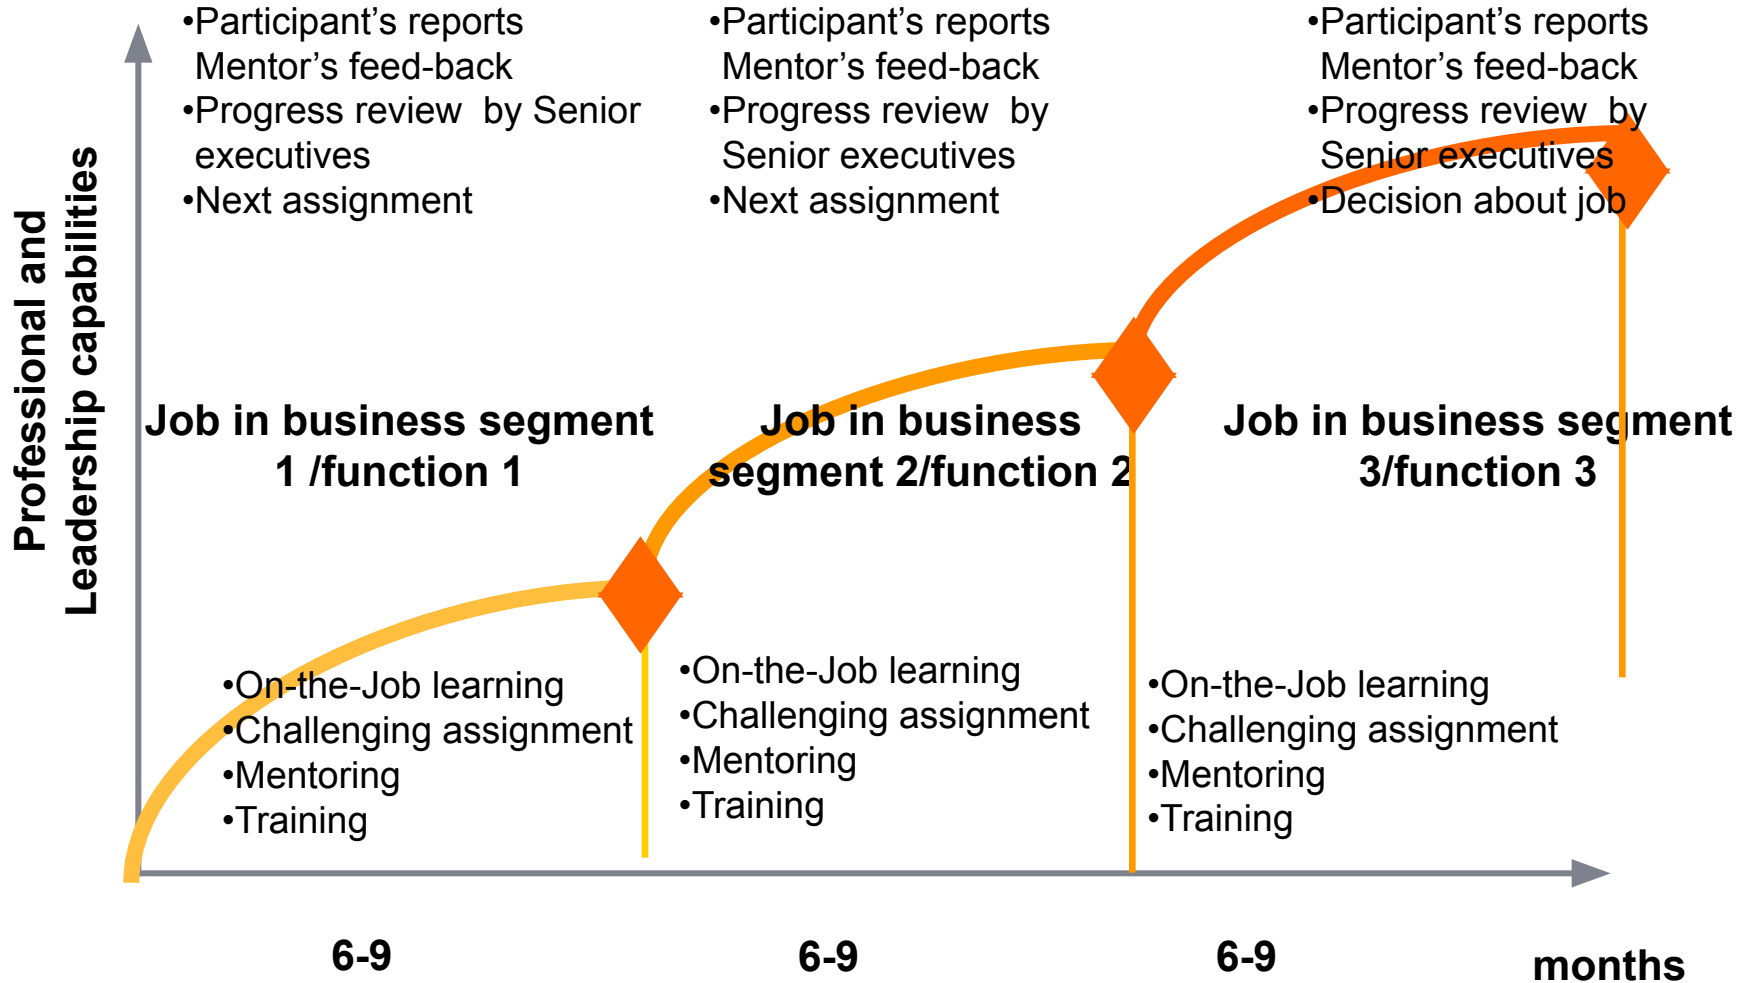 •Participant’s reports
Mentor’s feed-back
•Progress review  by Senior
executives
•Next assignment
•Participant’s reports
Mentor’s feed-back
•Progress review  by
Senior executives
•Next assignment
•Participant’s reports
Mentor’s feed-back
•Progress review  by
Senior executives
•Decision about job
Professional and
Leadership capabilities
Job in business segment
1 /function 1
Job in business
segment 2/function 2
Job in business segment
3/function 3
•On-the-Job learning
•Challenging assignment
•Mentoring
•Training
•On-the-Job learning
•Challenging assignment
•Mentoring
•Training
•On-the-Job learning
•Challenging assignment
•Mentoring
•Training
6-9
6-9
6-9
months